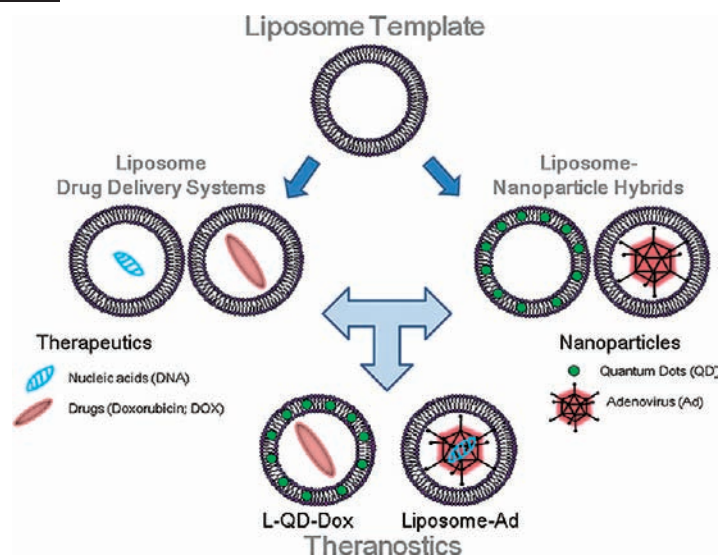 Liposome Template
Liposome
Drug Delivery Systems
Liposome-
Nanoparticle Hybrids
Therapeutics
Nucleic acids (DNA)
Drugs (Doxorubicin; DOX)
Nanoparticles
Quantum Dots (QD)
Adenovirus (Ad)
L-QD-Dox
Liposome-Ad
Theranostics